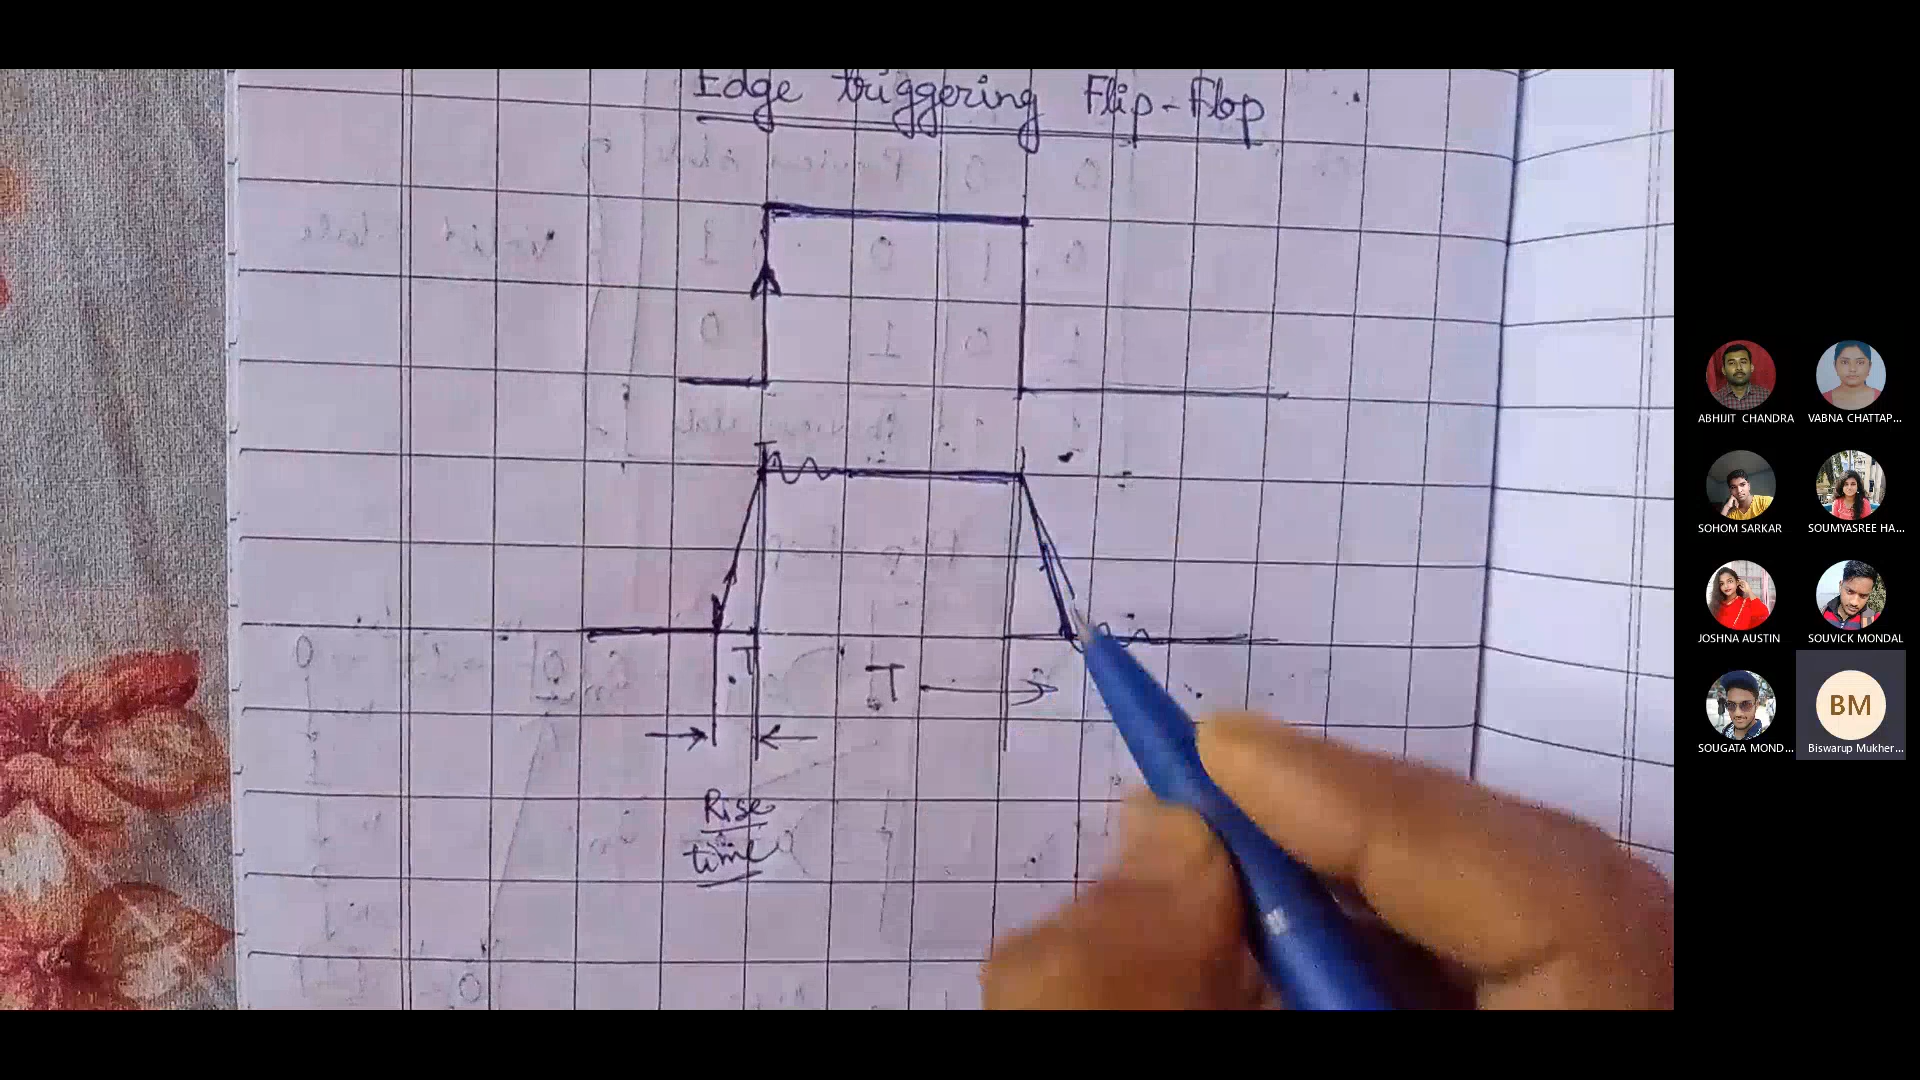 Edge triggering Flip-Flop
T
T
Rise
time
ABHIJIT CHANDRA
VABNA CHATTAP...
SOHOM SARKAR
SOUMYASREE HA...
JOSHNA AUSTIN
SOUVICK MONDAL
SOUGATA MOND...
BM
Biswarup Mukher...